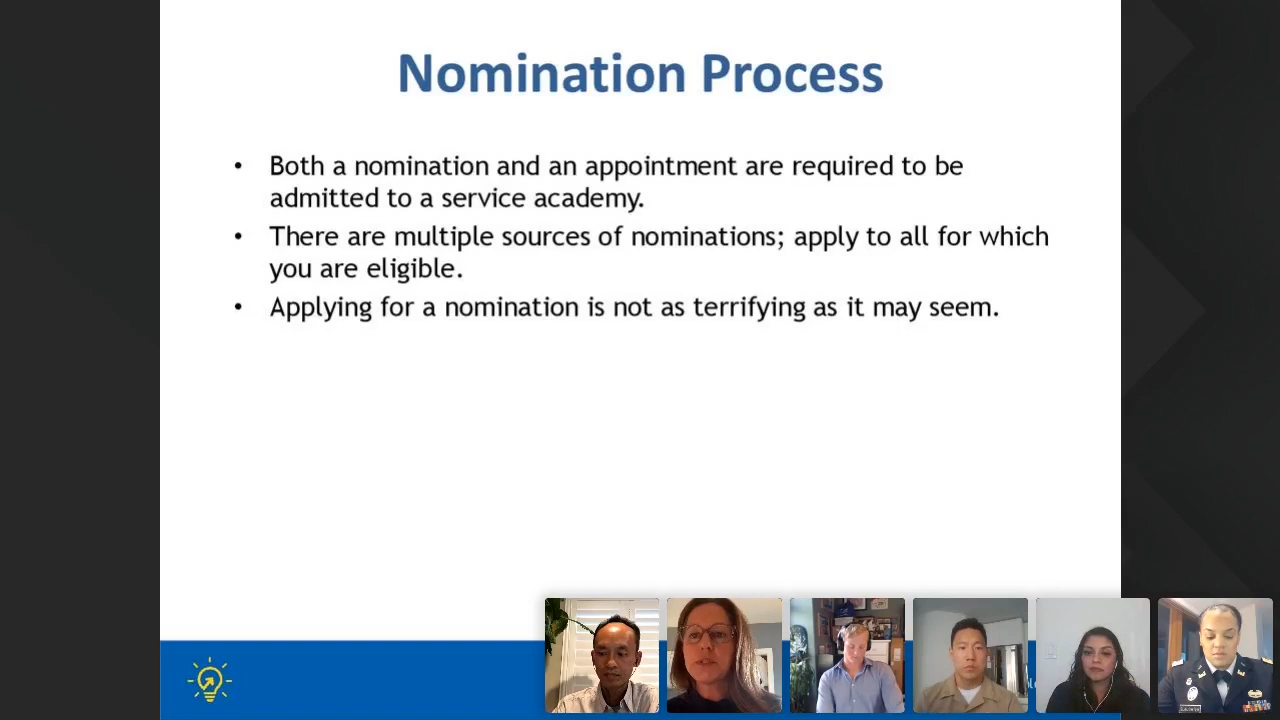 Nomination Process
• Both a nomination and an appointment are required to be
admitted to a service academy.
• There are multiple sources of nominations; apply to all for which
you are eligible.
• Applying for a nomination is not as terrifying as it may seem.